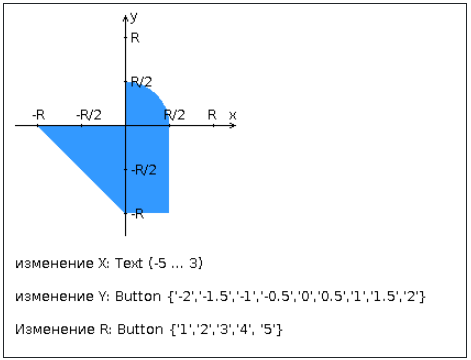 y
R
R/2
-R -R/2 R/2 R x
-R/2
-R
изменение X: Text (-5 ... 3)
изменение Y: Button {'-2','-1.5','-1','-0.5','0','0.5','1','1.5','2'}
Изменение R: Button {'1','2','3','4', '5'}